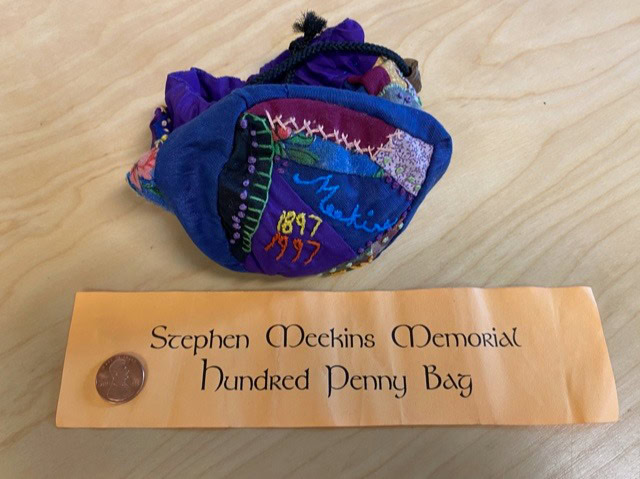 Meekins
1897
1997
Stephen Meekins Memorial
Hundred Penny Bag